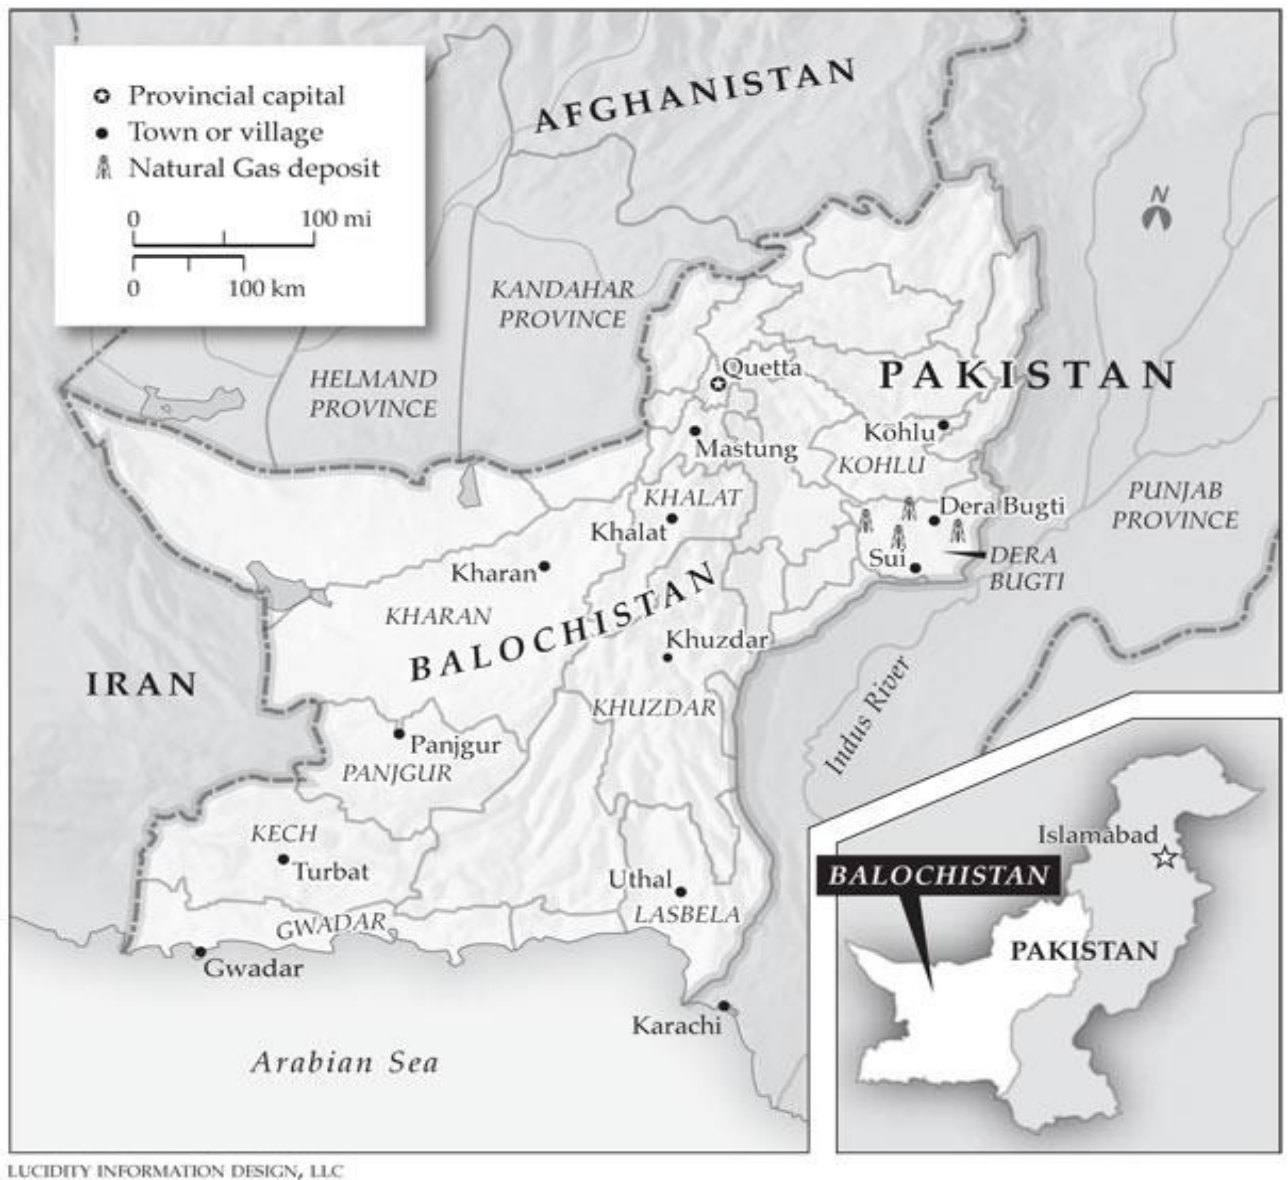 Provincial capital
Town or village
Natural Gas deposit
0 100 mi
0 100 km
AFGHANISTAN
N
KANDAHAR
PROVINCE
HELMAND
PROVINCE
Quetta
PAKISTAN
Kohlu
Mastung
KOHLU
KHALAT
Khalat
Dera Bugti
PUNJAB
PROVINCE
Sui
DERA
BUGTI
Kharan
KHARAN
BALOCHISTAN
Khuzdar
IRAN
KHUZDAR
Indus River
Panjgur
PANJGUR
KECH
Turbat
Uthal
LASBELA
GWADAR
Gwadar
Karachi
Arabian Sea
Islamabad
BALOCHISTAN
PAKISTAN
LUCIDITY INFORMATION DESIGN, LLC